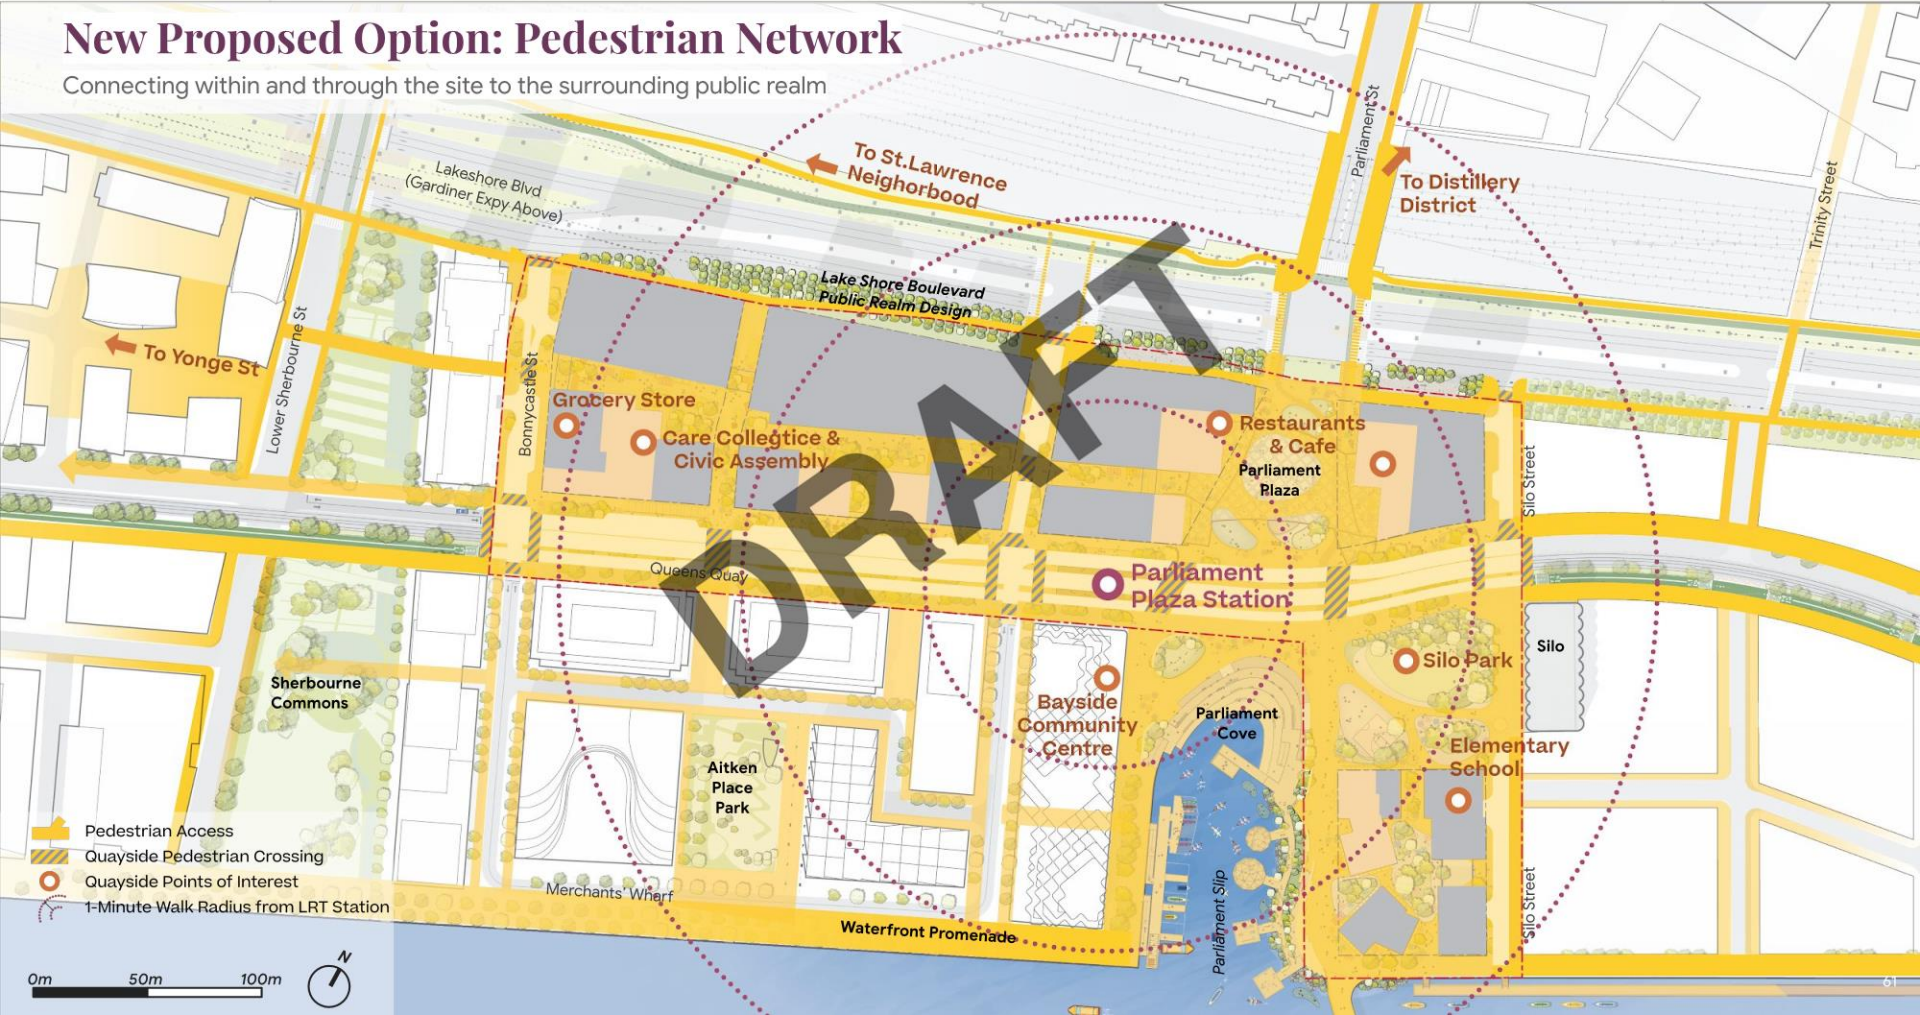 New Proposed Option: Pedestrian Network
Connecting within and through the site to the surrounding public realm
Parliament St
To St.Lawrence
Neighorbood
To Distillery
District
Trinity Street
Lakeshore Blvd
(Gardiner Expy Above)
Lake Shore Boulevard
Public Realm Design
To Yonge St
Lower Sherbourne St
Bonnycastle St
Grocery Store
Care Collegtice &
Civic Assembly
Restaurants
& Cafe
Parliament
Plaza
Silo Street
DRAFT
Queens Quay
Parliament
Plaza Station
Silo Park
Silo
Sherbourne
Commons
Bayside
Community
Centre
Parliament
Cove
Elementary
School
Aitken
Place
Park
Merchants' Wharf
Waterfront Promenade
Parliament Slip
Silo Street
Pedestrian Access
Quayside Pedestrian Crossing
Quayside Points of Interest
1-Minute Walk Radius from LRT Station
0m 50m 100m
N
61